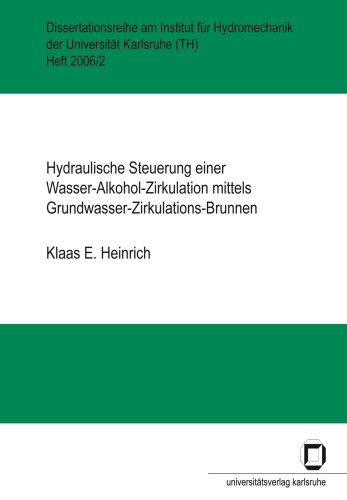 Dissertationsreihe am Institut für Hydromechanik
der Universität Karlsruhe (TH)
Heft 2006/2
Hydraulische Steuerung einer
Wasser-Alkohol-Zirkulation mittels
Grundwasser-Zirkulations-Brunnen
Klaas E. Heinrich
universitätsverlag karlsruhe